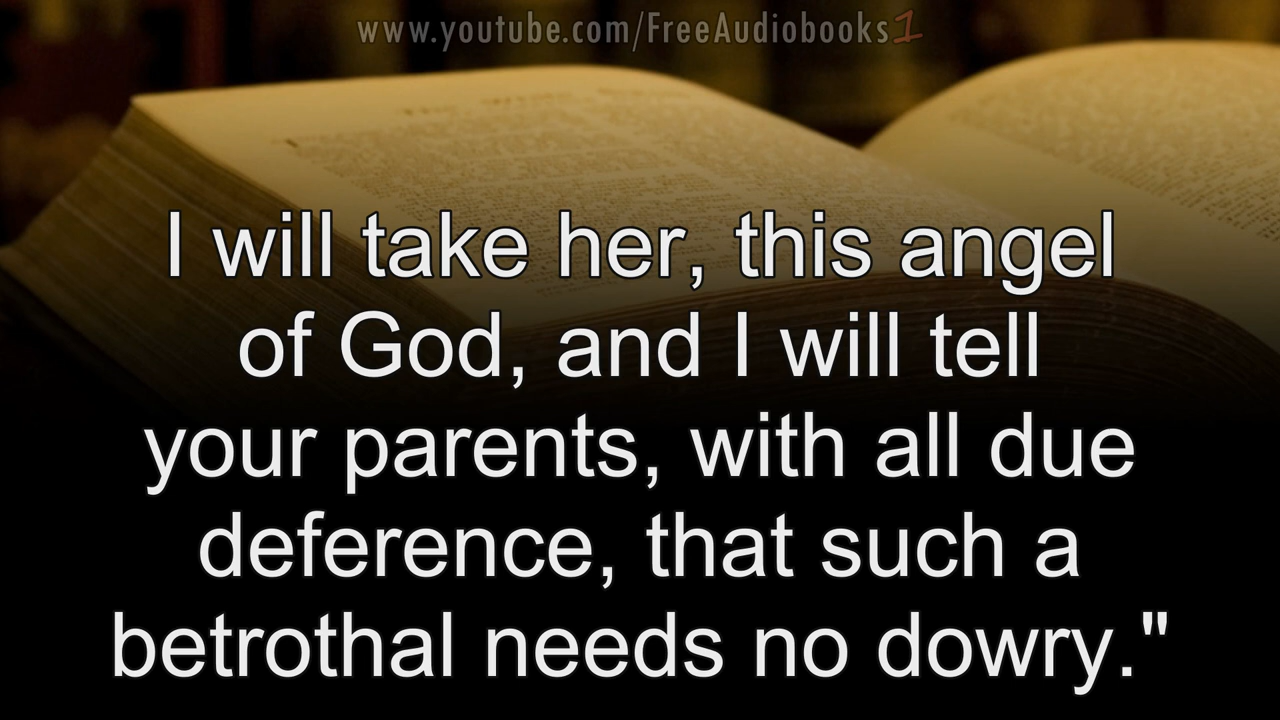 www.youtube.com/FreeAudiobooks1
I will take her, this angel
of God, and I will tell
your parents, with all due
deference, that such a
betrothal needs no dowry."